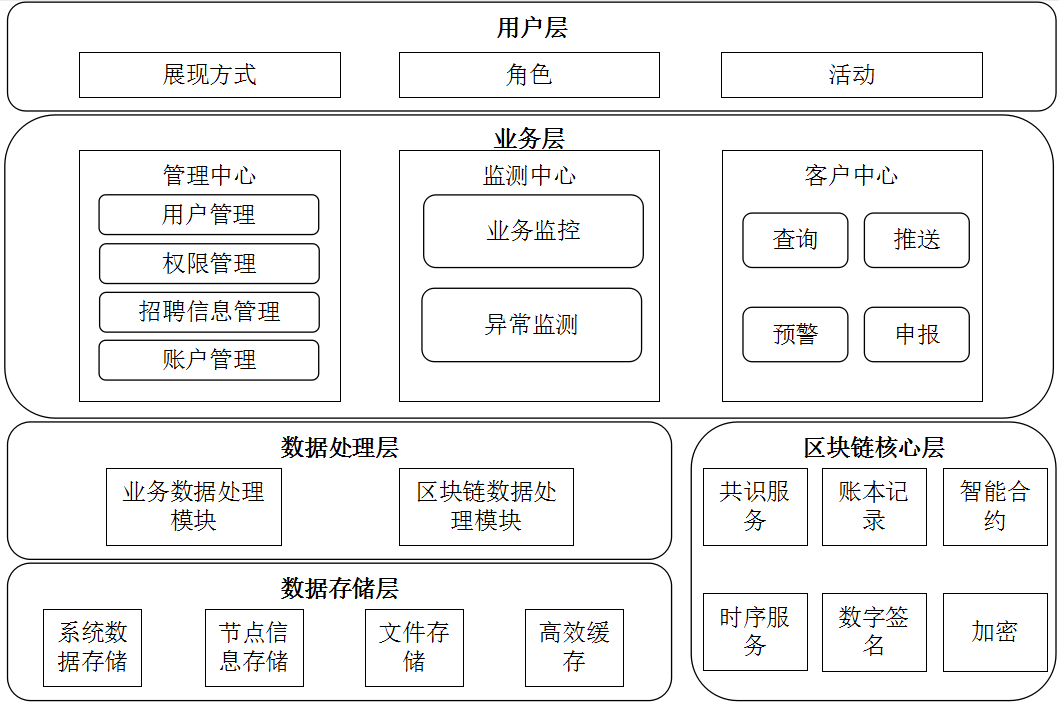 用户层
展现方式
角色
活动
业务层
管理中心
用户管理
权限管理
招聘信息管理
账户管理
监测中心
业务监控
异常监测
客户中心
查询
推送
预警
申报
数据处理层
业务数据处理
模块
区块链数据处
理模块
数据存储层
系统数
据存储
节点信
息存储
文件存
储
高效缓
存
区块链核心层
共识服
务
账本记
录
智能合
约
时序服
务
数字签
名
加密